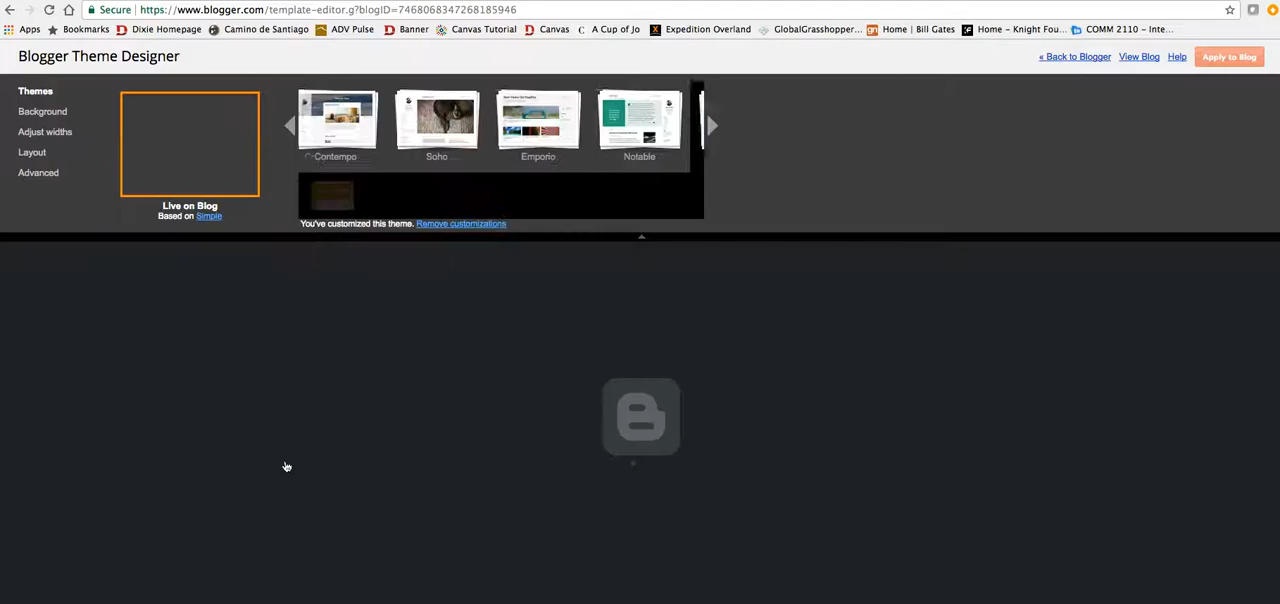 Secure https://www.blogger.com/template-editor.g?blogID=7468068347268185946
Apps Bookmarks Dixie Homepage Camino de Santiago ADV Pulse Banner Canvas Tutorial Canvas A Cup of Jo Expedition Overland GlobalGrasshopper... Home | Bill Gates Home – Knight Fou... COMM 2110 – Inte...
Blogger Theme Designer
« Back to Blogger View Blog Help Apply to Blog
Themes
Background
Adjust widths
Layout
Advanced
Live on Blog
Based on Simple
Contempo Soho Emporio Notable
You've customized this theme. Remove customizations